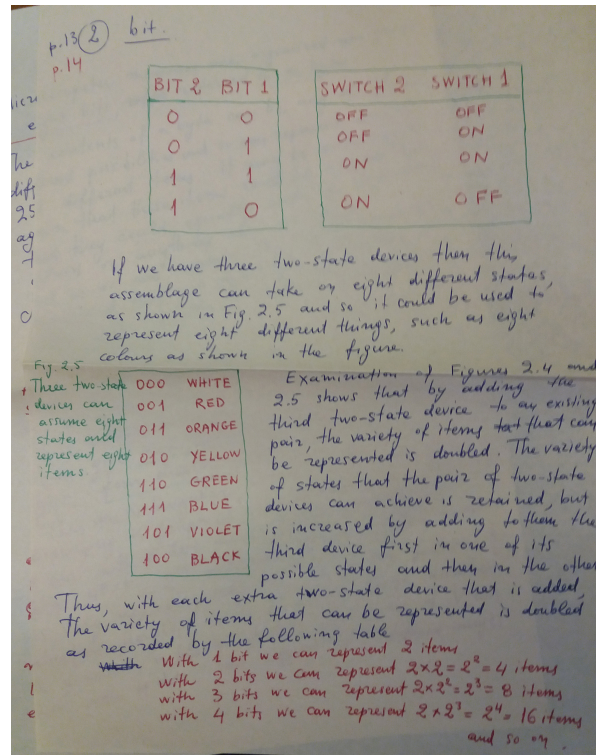 p.13 2 bit.
p.14
BIT 2 BIT 1
0 0
0 1
1 1
1 0
SWITCH 2 SWITCH 1
OFF OFF
OFF ON
ON ON
ON OFF
If we have three two-state devices then this
assemblage can take on eight different states,
as shown in Fig. 2.5 and so it could be used to
represent eight different things, such as eight
colours as shown in the figure.
Fig. 2.5
Three two-state
devices can
assume eight
states and
represent eight
items.
000 WHITE
001 RED
011 ORANGE
010 YELLOW
110 GREEN
111 BLUE
101 VIOLET
100 BLACK
Examination of Figures 2.4 and
2.5 shows that by adding the
third two-state device to an existing
pair, the variety of items that can
be represented is doubled. The variety
of states that the pair of two-state
devices can achieve is retained, but
is increased by adding to them the
third device first in one of its
possible states and then in the other
Thus, with each extra two-state device that is added,
The variety of items that can be represented is doubled
as recorded by the following table
With 1 bit we can represent 2 items
with 2 bits we can represent 2×2=2²=4 items
with 3 bits we can represent 2×2²=2³=8 items
with 4 bits we can represent 2×2³=2⁴=16 items
and so on.